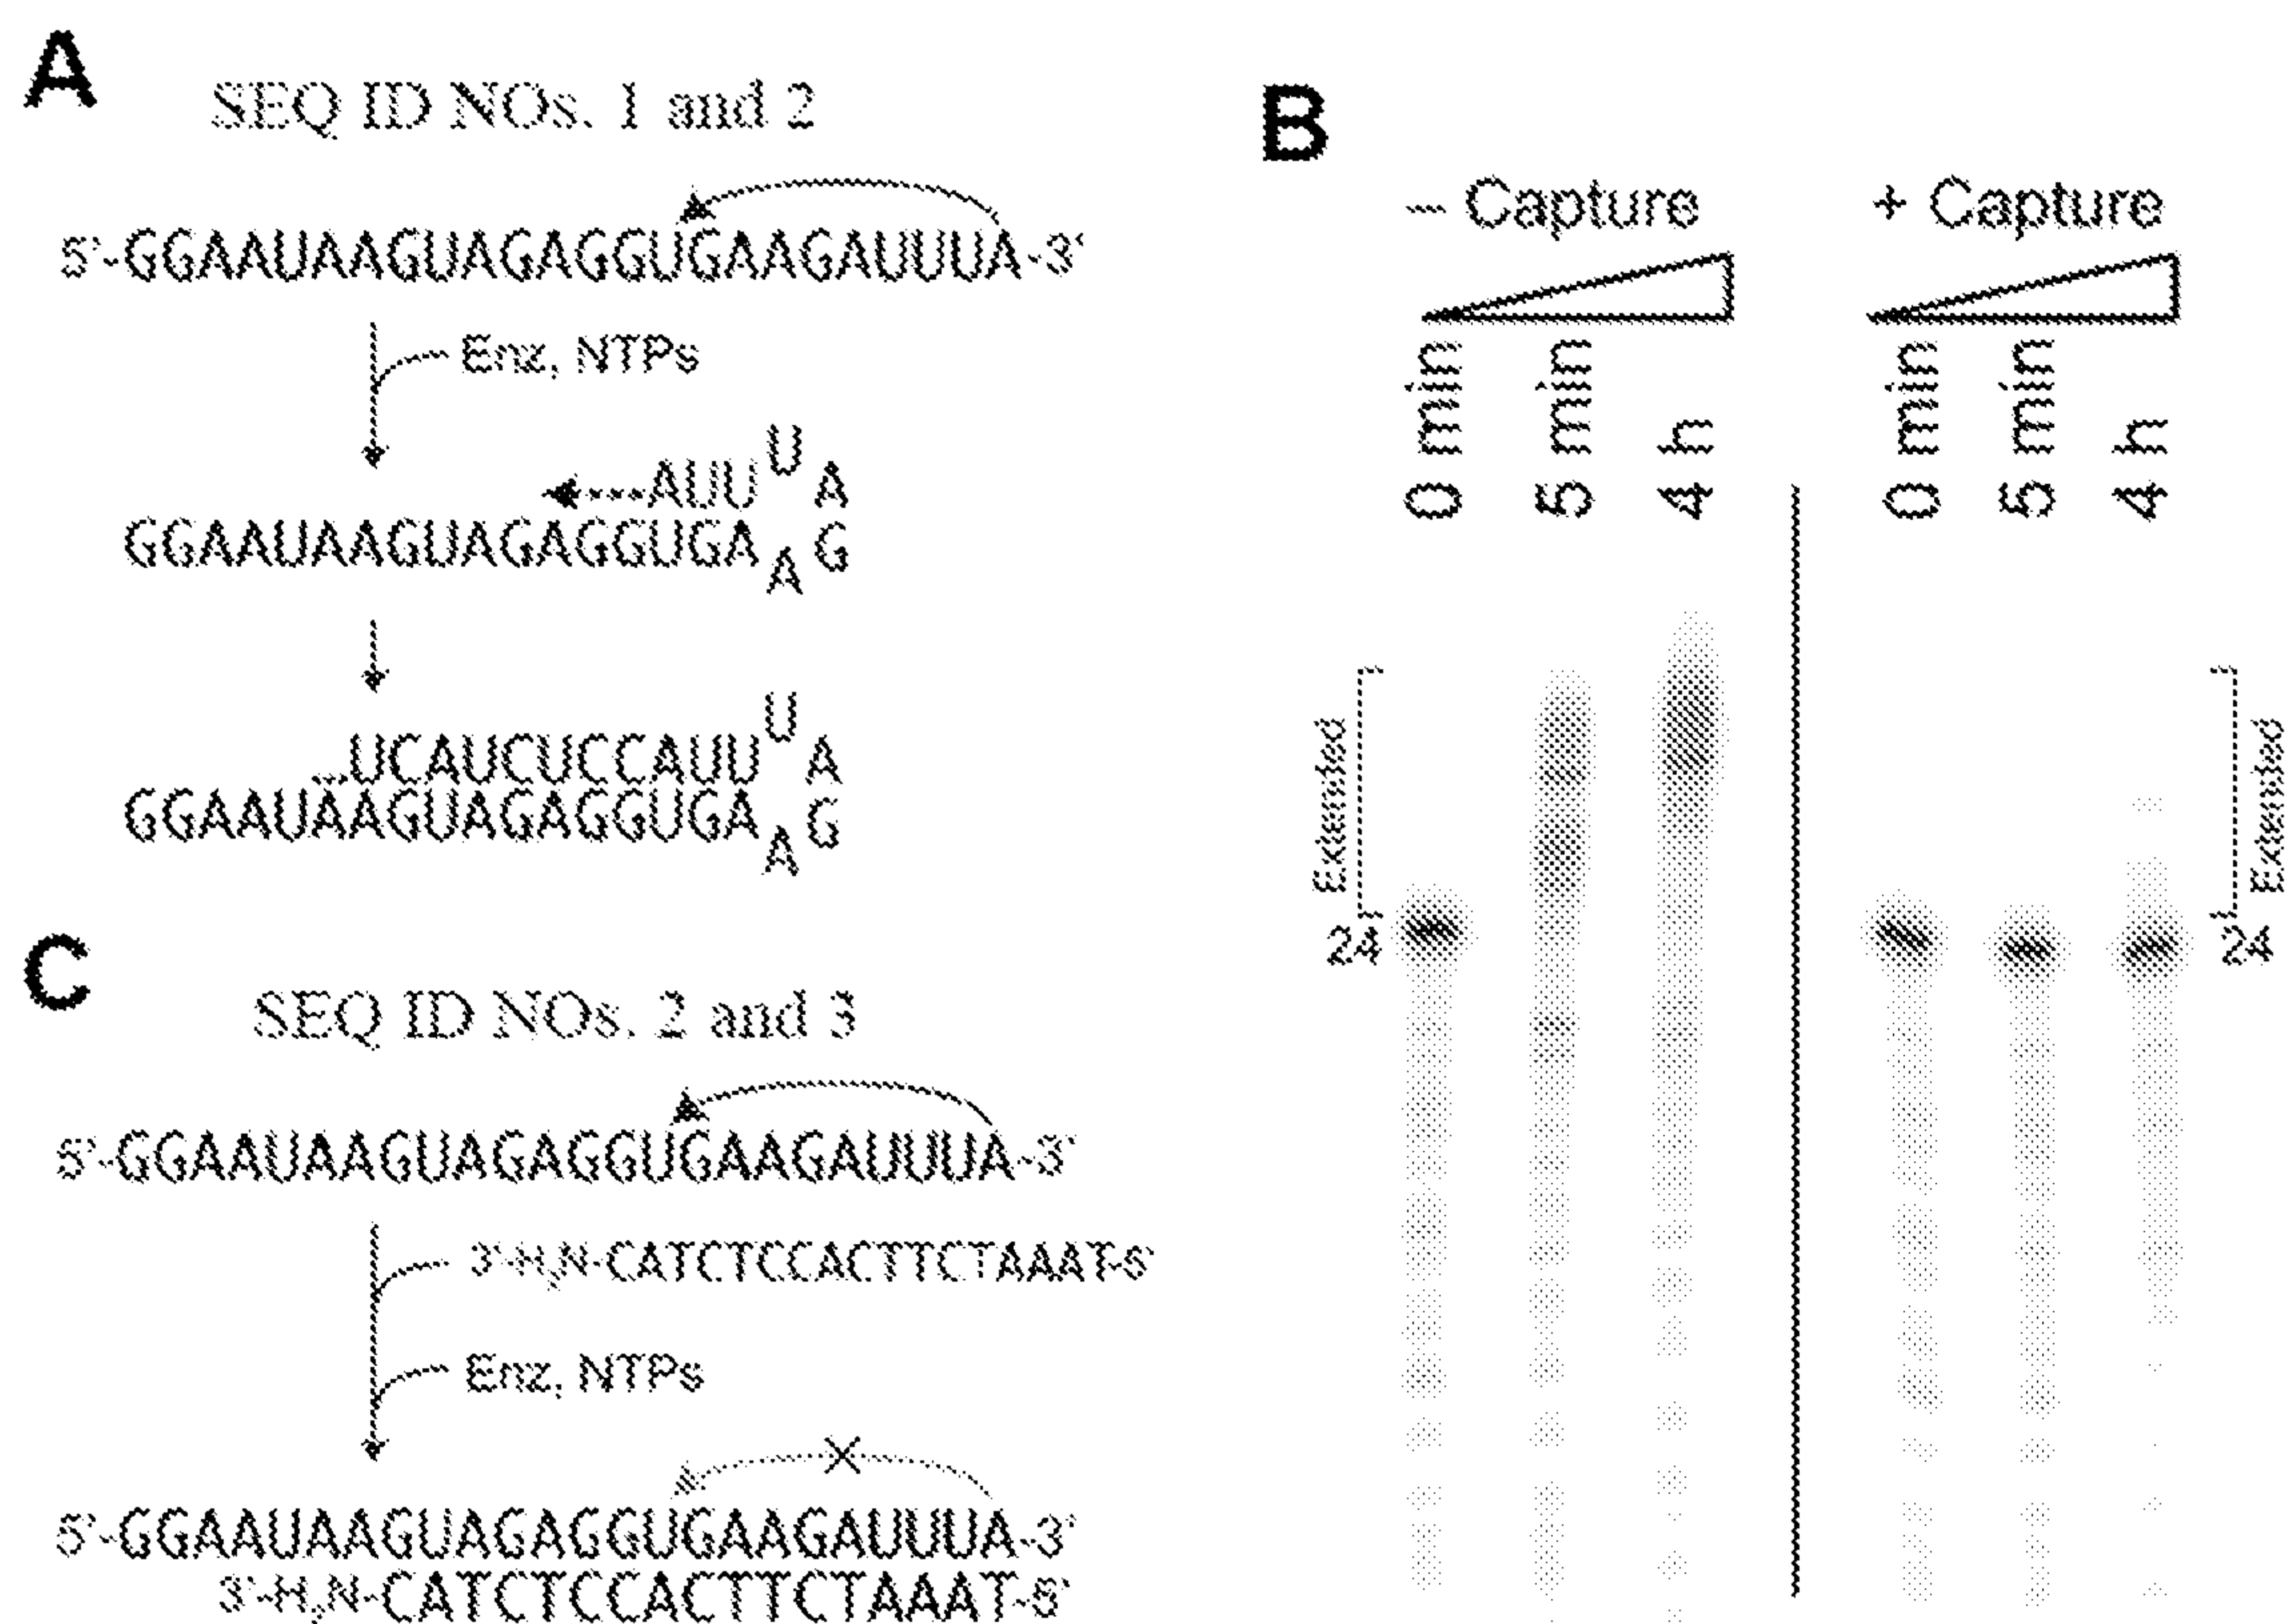 A
SEQ ID NOs. 1 and 2
5'-GGAAUAAGUAGAGGUGAAGAUUUA-3'
Enz, NTPs
AUU U A
GGAAUAAGUAGAGGUGA A G
...UCAUCUCCAUU U A
GGAAUAAGUAGAGGUGA A G
B
– Capture
+ Capture
0 min
5 min
4 h
0 min
5 min
4 h
Extended
24
Extended
24
C
SEQ ID NOs. 2 and 3
5'-GGAAUAAGUAGAGGUGAAGAUUUA-3'
3'-H₂N-CATCTCCACTTCTAAAT-5'
Enz, NTPs
X
5'-GGAAUAAGUAGAGGUGAAGAUUUA-3'
3'-H₂N-CATCTCCACTTCTAAAT-5'